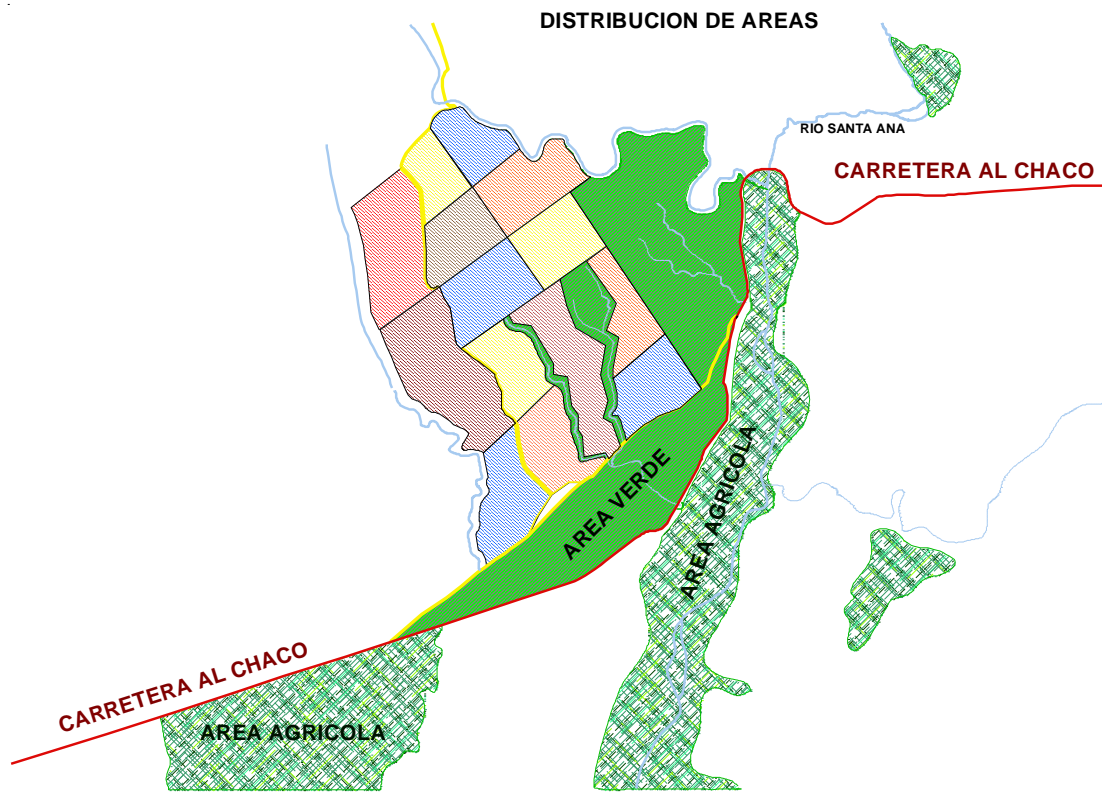 DISTRIBUCION DE AREAS
RIO SANTA ANA
CARRETERA AL CHACO
AREA VERDE
AREA AGRICOLA
CARRETERA AL CHACO
AREA AGRICOLA